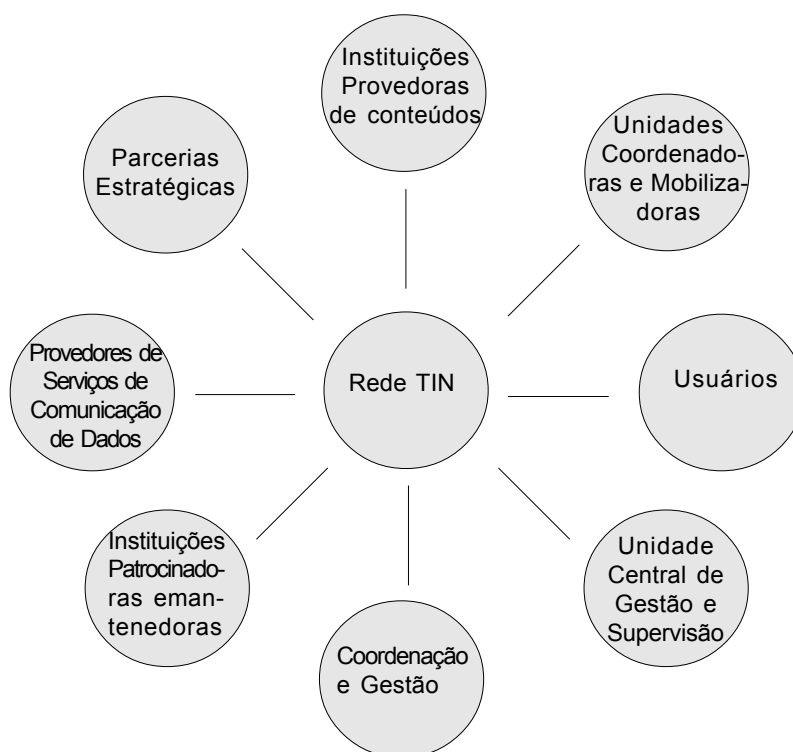 Instituições
Provedoras
de conteúdos
Unidades
Coordenado-
ras e Mobiliza-
doras
Parcerias
Estratégicas
Provedores de
Serviços de
Comunicação
de Dados
Rede TIN
Usuários
Instituições
Patrocinado-
ras eman-
tenedoras
Unidade
Central de
Gestão e
Supervisão
Coordenação
e Gestão